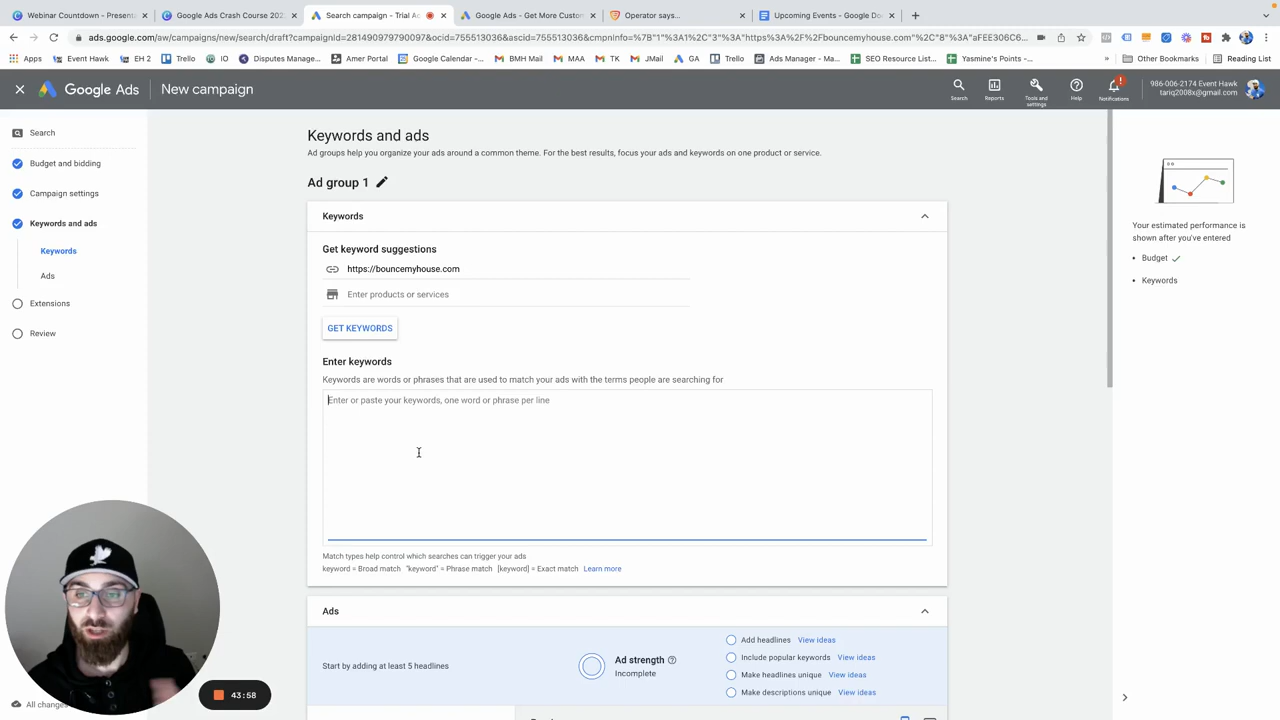 Webinar Countdown - Presenta
Google Ads Crash Course 202
Search campaign - Trial As
Google Ads - Get More Custom
Operator says...
Upcoming Events - Google Do
ads.google.com/aw/campaigns/new/search/draft?campaignId=281490979790097&ocid=755513036&ascid=755513036&cmpnInfo=%7B"1"%3A1%2C"3"%3A"https%3A%2F%2Fbouncemyhouse.com"%2C"8"%3A"aFEE306C6...
Apps
Event Hawk
EH 2
Trello
IO
Disputes Manage...
Amer Portal
Google Calendar -...
BMH Mail
MAA
TK
JMail
GA
Trello
Ads Manager - Ma...
SEO Resource List...
Yasmine's Points -...
»
Other Bookmarks
Reading List
Google Ads
New campaign
Search
Reports
Tools and
settings
Help
Notifications
986-006-2174 Event Hawk
tariq2008x@gmail.com
Search
Budget and bidding
Campaign settings
Keywords and ads
Keywords
Ads
Extensions
Review
Keywords and ads
Ad groups help you organize your ads around a common theme. For the best results, focus your ads and keywords on one product or service.
Ad group 1
Keywords
Get keyword suggestions
https://bouncemyhouse.com
Enter products or services
GET KEYWORDS
Enter keywords
Keywords are words or phrases that are used to match your ads with the terms people are searching for
Enter or paste your keywords, one word or phrase per line
Match types help control which searches can trigger your ads
keyword = Broad match "keyword" = Phrase match [keyword] = Exact match Learn more
Ads
Start by adding at least 5 headlines
Ad strength
Incomplete
Add headlines View ideas
Include popular keywords View ideas
Make headlines unique View ideas
Make descriptions unique View ideas
Your estimated performance is
shown after you've entered
• Budget
• Keywords
All changes
43:58